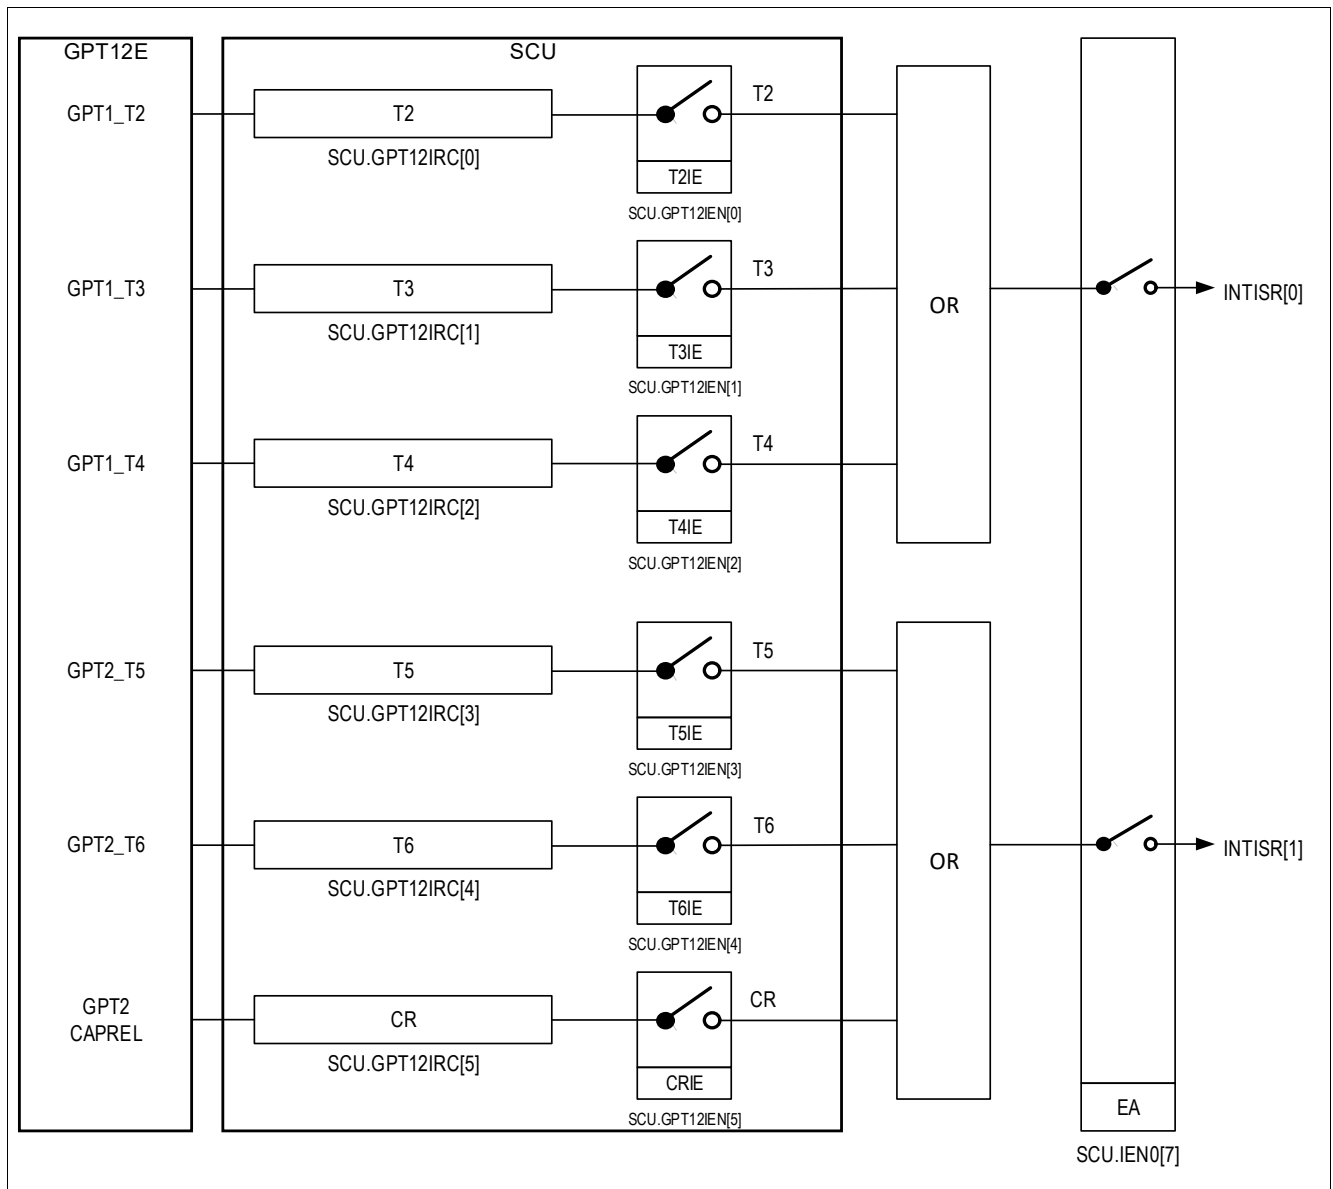 GPT12E
SCU
GPT1_T2
T2
T2
SCU.GPT12IRC[0]
T2IE
SCU.GPT12IEN[0]
GPT1_T3
T3
T3
SCU.GPT12IRC[1]
T3IE
SCU.GPT12IEN[1]
OR
INTISR[0]
GPT1_T4
T4
T4
SCU.GPT12IRC[2]
T4IE
SCU.GPT12IEN[2]
GPT2_T5
T5
T5
SCU.GPT12IRC[3]
T5IE
SCU.GPT12IEN[3]
GPT2_T6
T6
T6
SCU.GPT12IRC[4]
T6IE
SCU.GPT12IEN[4]
OR
INTISR[1]
GPT2
CAPREL
CR
CR
SCU.GPT12IRC[5]
CRIE
SCU.GPT12IEN[5]
EA
SCU.IEN0[7]